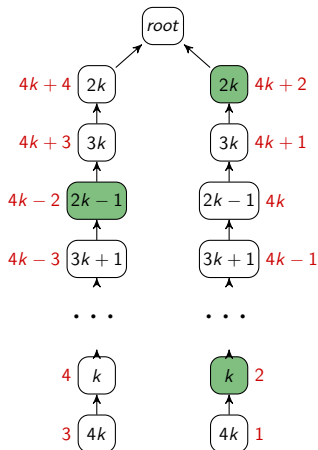 root
4k + 4 2k 2k 4k + 2
4k + 3 3k 3k 4k + 1
4k − 2 2k − 1 2k − 1 4k
4k − 3 3k + 1 3k + 1 4k − 1
... ...
4 k k 2
3 4k 4k 1